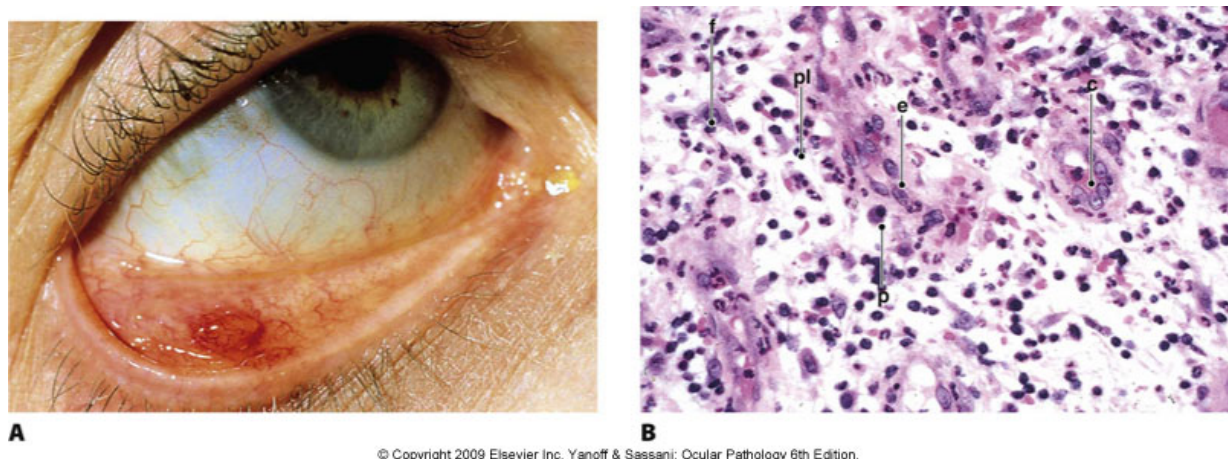 f
pl
e
c
p
A
B
© Copyright 2009 Elsevier Inc. Yanoff & Sassani: Ocular Pathology 6th Edition.